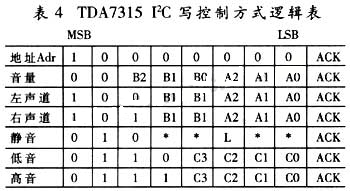 表 4 TDA7315 I²C 写控制方式逻辑表
MSB LSB
地址Adr 1 0 0 0 0 0 0 0 ACK
音量 0 0 B2 B1 B0 A2 A1 A0 ACK
左声道 1 0 0 B1 B1 A2 A1 A0 ACK
右声道 1 0 1 B1 B1 A2 A1 A0 ACK
静音 0 1 0 * * L * * ACK
低音 0 1 1 0 C3 C2 C1 C0 ACK
高音 0 1 1 1 C3 C2 C1 C0 ACK